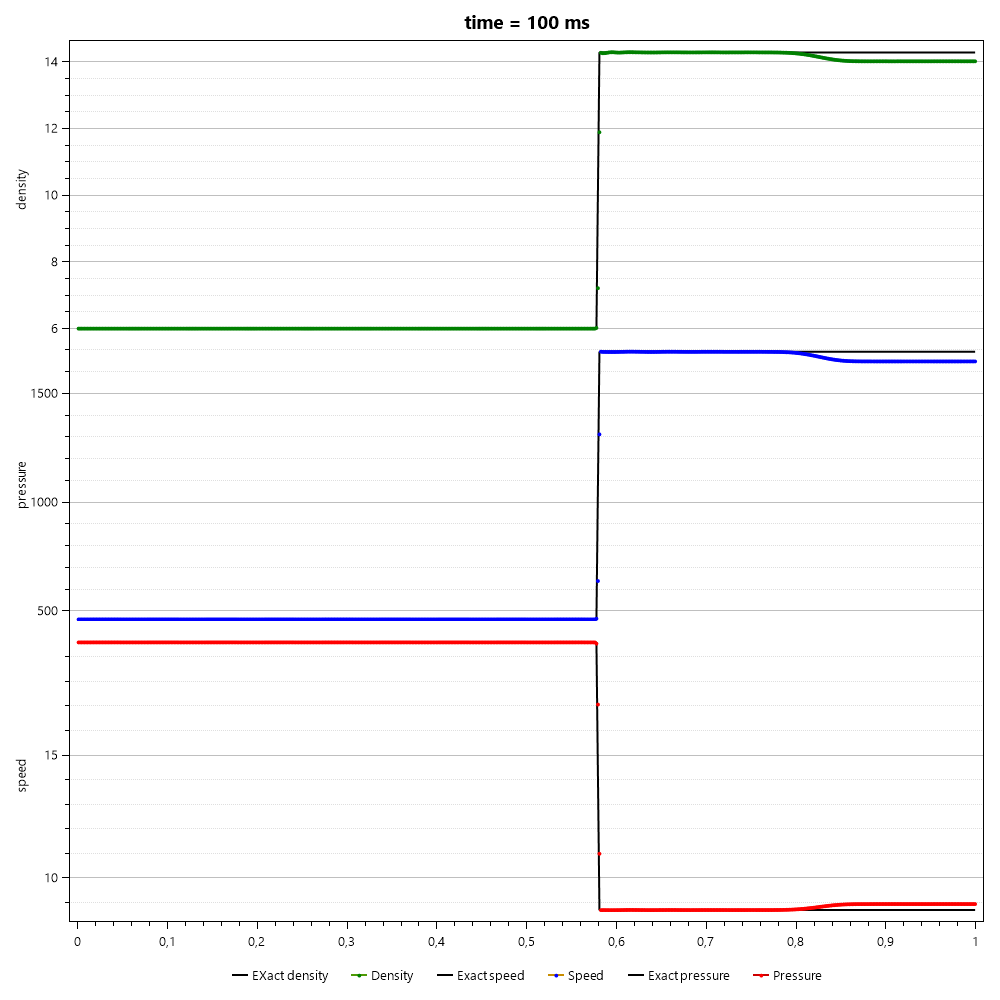 time = 100 ms
density
14
12
10
8
6
pressure
1500
1000
500
speed
15
10
0 0,1 0,2 0,3 0,4 0,5 0,6 0,7 0,8 0,9 1
EXact density Density Exact speed Speed Exact pressure Pressure